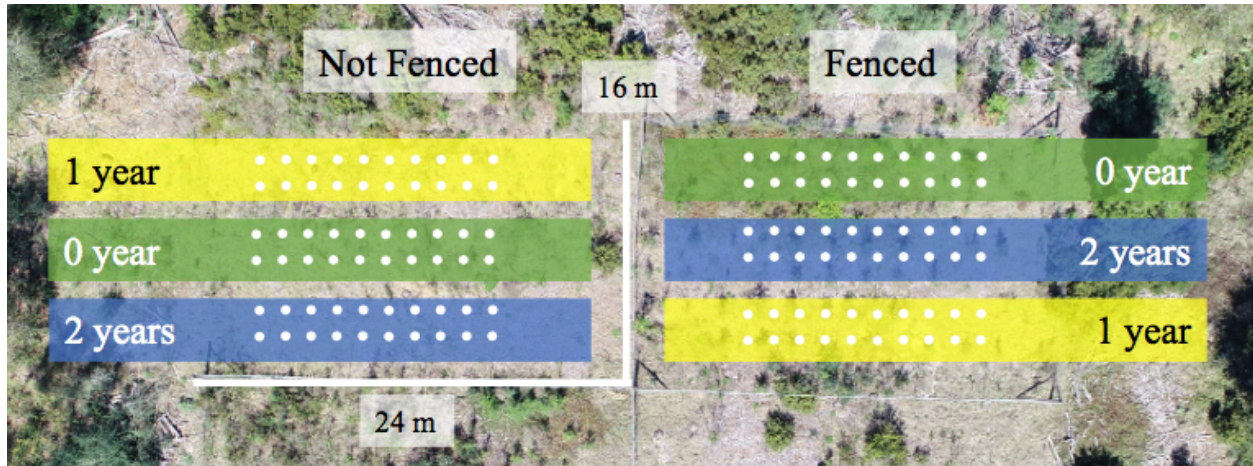 Not Fenced
Fenced
16 m
1 year
0 year
0 year
2 years
2 years
1 year
24 m